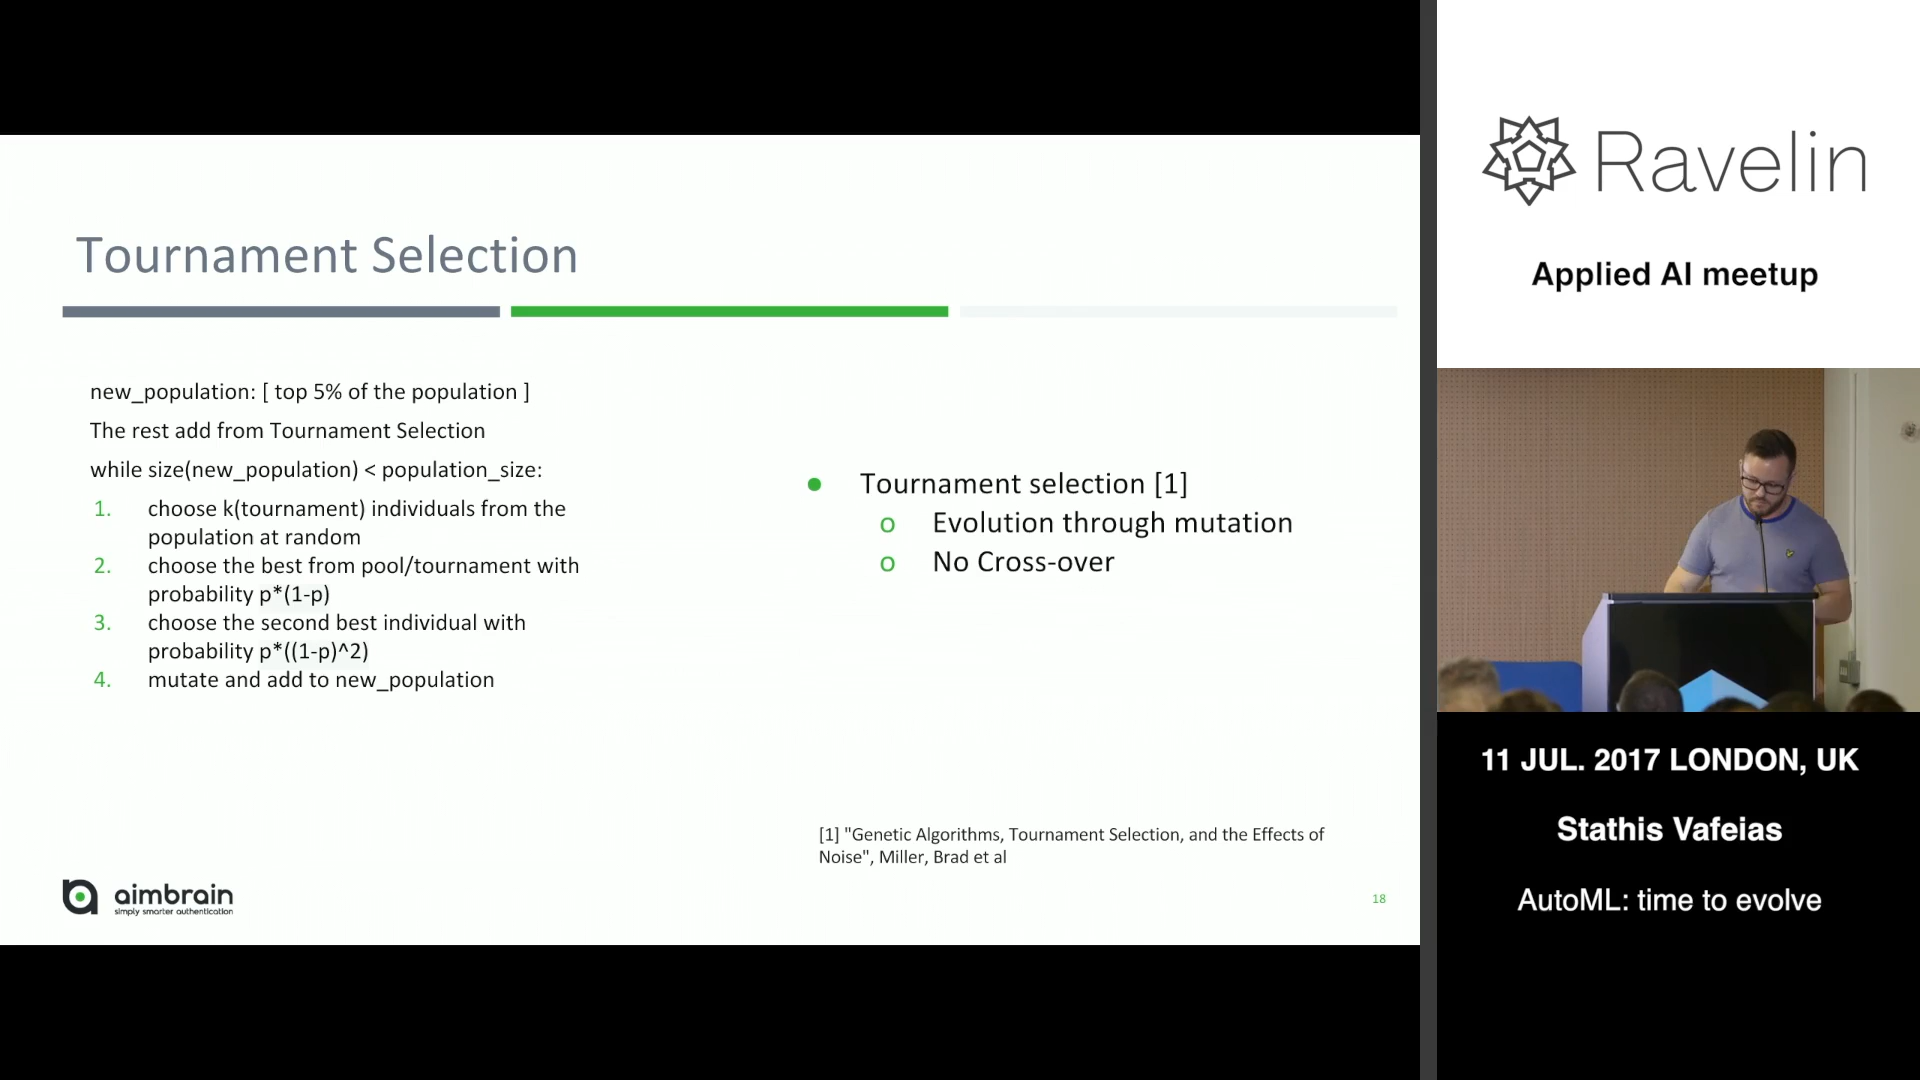 Tournament Selection
new_population: [ top 5% of the population ]
The rest add from Tournament Selection
while size(new_population) < population_size:
1. choose k(tournament) individuals from the
population at random
2. choose the best from pool/tournament with
probability p*(1-p)
3. choose the second best individual with
probability p*((1-p)^2)
4. mutate and add to new_population
● Tournament selection [1]
o Evolution through mutation
o No Cross-over
[1] "Genetic Algorithms, Tournament Selection, and the Effects of
Noise", Miller, Brad et al
aimbrain
simply smarter authentication
18
Ravelin
Applied AI meetup
11 JUL. 2017 LONDON, UK
Stathis Vafeias
AutoML: time to evolve